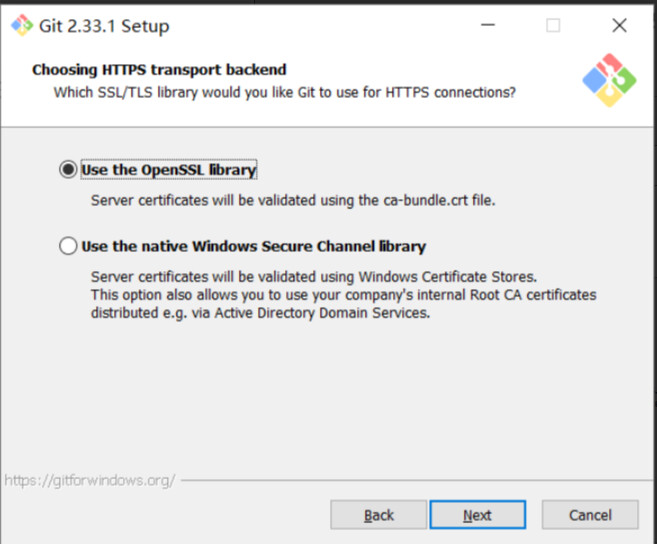 Git 2.33.1 Setup
Choosing HTTPS transport backend
Which SSL/TLS library would you like Git to use for HTTPS connections?
Use the OpenSSL library
Server certificates will be validated using the ca-bundle.crt file.
Use the native Windows Secure Channel library
Server certificates will be validated using Windows Certificate Stores.
This option also allows you to use your company's internal Root CA certificates
distributed e.g. via Active Directory Domain Services.
https://gitforwindows.org/
Back Next Cancel